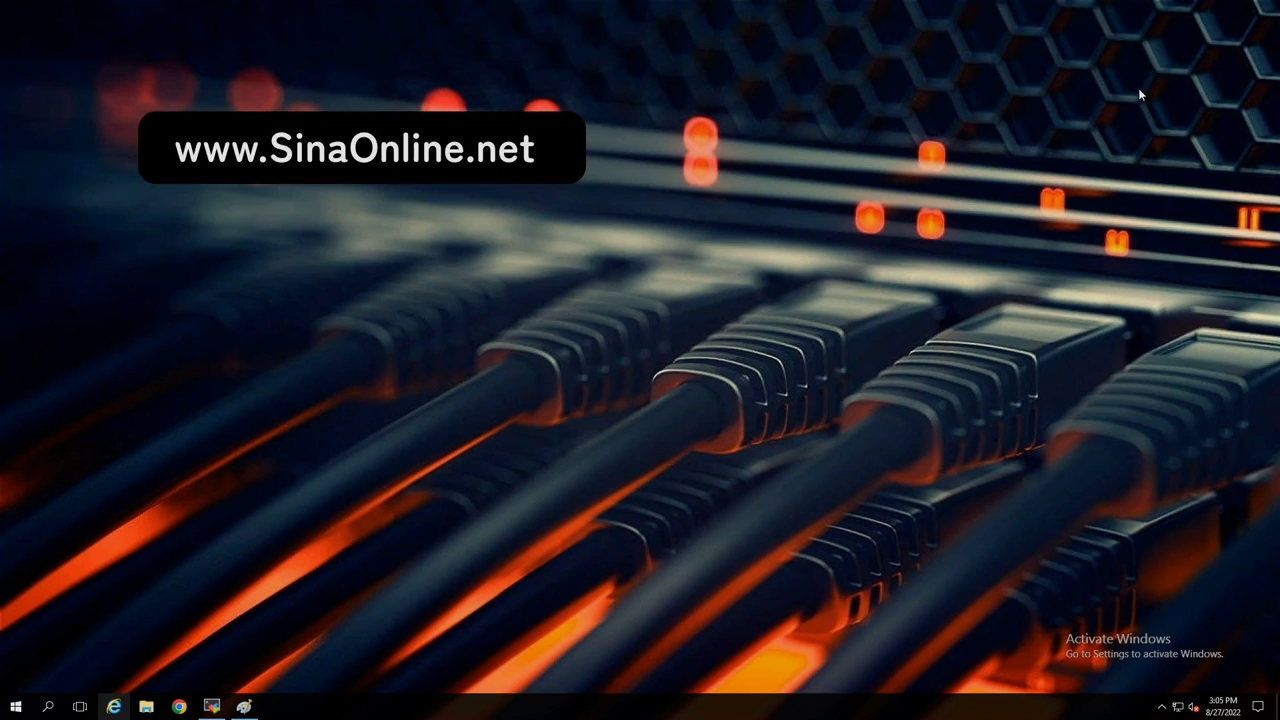 www.SinaOnline.net
Activate Windows
Go to Settings to activate Windows.
3:05 PM
8/27/2022